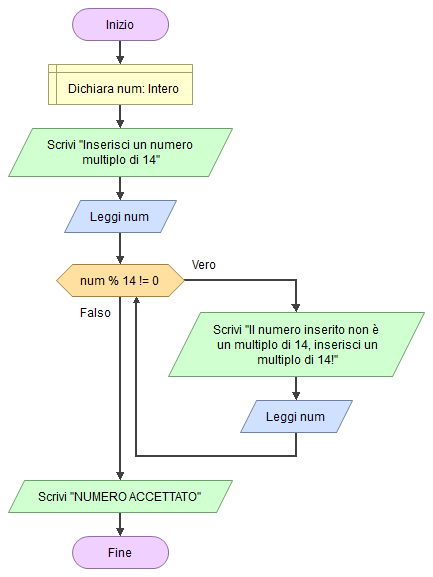 Inizio
Dichiara num: Intero
Scrivi "Inserisci un numero
multiplo di 14"
Leggi num
num % 14 != 0
Vero
Falso
Scrivi "Il numero inserito non è
un multiplo di 14, inserisci un
multiplo di 14!"
Leggi num
Scrivi "NUMERO ACCETTATO"
Fine